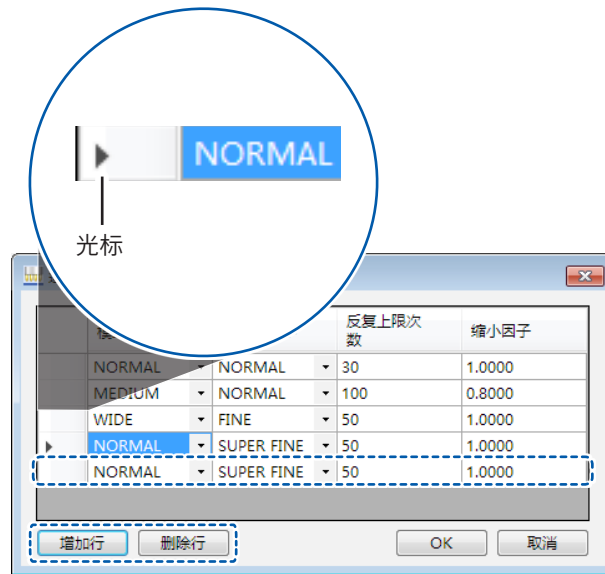 NORMAL
光标
反复上限次数
缩小因子
NORMAL NORMAL 30 1.0000
MEDIUM NORMAL 100 0.8000
WIDE FINE 50 1.0000
NORMAL SUPER FINE 50 1.0000
NORMAL SUPER FINE 50 1.0000
增加行 删除行 OK 取消